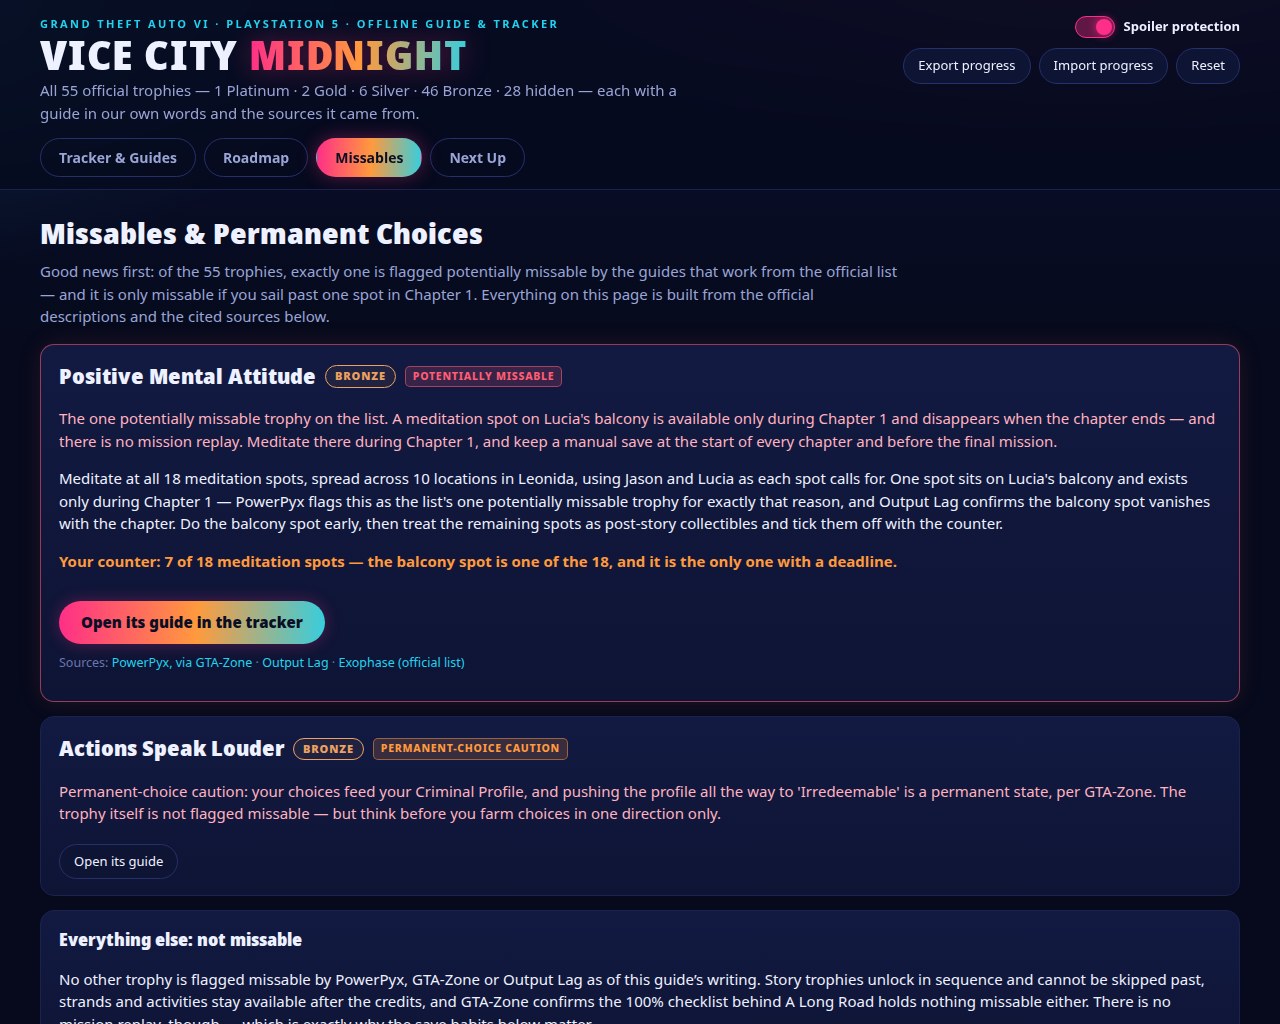 GRAND THEFT AUTO VI · PLAYSTATION 5 · OFFLINE GUIDE & TRACKER
VICE CITY MIDNIGHT
All 55 official trophies — 1 Platinum · 2 Gold · 6 Silver · 46 Bronze · 28 hidden — each with a
guide in our own words and the sources it came from.
Spoiler protection
Export progress
Import progress
Reset
Tracker & Guides
Roadmap
Missables
Next Up
Missables & Permanent Choices
Good news first: of the 55 trophies, exactly one is flagged potentially missable by the guides that work from the official list
— and it is only missable if you sail past one spot in Chapter 1. Everything on this page is built from the official
descriptions and the cited sources below.
Positive Mental Attitude BRONZE POTENTIALLY MISSABLE
The one potentially missable trophy on the list. A meditation spot on Lucia's balcony is available only during Chapter 1 and disappears when the chapter ends — and
there is no mission replay. Meditate there during Chapter 1, and keep a manual save at the start of every chapter and before the final mission.
Meditate at all 18 meditation spots, spread across 10 locations in Leonida, using Jason and Lucia as each spot calls for. One spot sits on Lucia's balcony and exists
only during Chapter 1 — PowerPyx flags this as the list's one potentially missable trophy for exactly that reason, and Output Lag confirms the balcony spot vanishes
with the chapter. Do the balcony spot early, then treat the remaining spots as post-story collectibles and tick them off with the counter.
Your counter: 7 of 18 meditation spots — the balcony spot is one of the 18, and it is the only one with a deadline.
Open its guide in the tracker
Sources: PowerPyx, via GTA-Zone · Output Lag · Exophase (official list)
Actions Speak Louder BRONZE PERMANENT-CHOICE CAUTION
Permanent-choice caution: your choices feed your Criminal Profile, and pushing the profile all the way to 'Irredeemable' is a permanent state, per GTA-Zone. The
trophy itself is not flagged missable — but think before you farm choices in one direction only.
Open its guide
Everything else: not missable
No other trophy is flagged missable by PowerPyx, GTA-Zone or Output Lag as of this guide’s writing. Story trophies unlock in sequence and cannot be skipped past,
strands and activities stay available after the credits, and GTA-Zone confirms the 100% checklist behind A Long Road holds nothing missable either. There is no
mission replay, though — which is exactly why the save habits below matter.